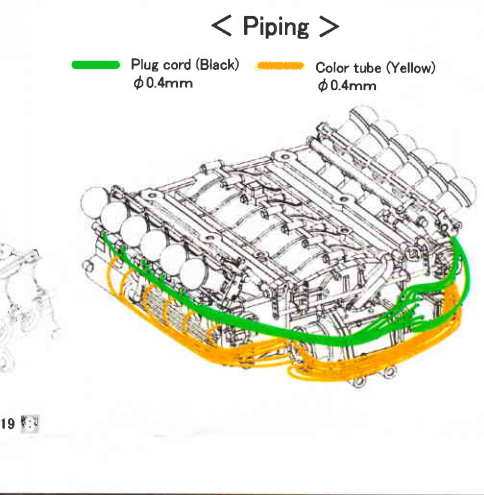 < Piping >
Plug cord (Black)
φ0.4mm
Color tube (Yellow)
φ0.4mm
19